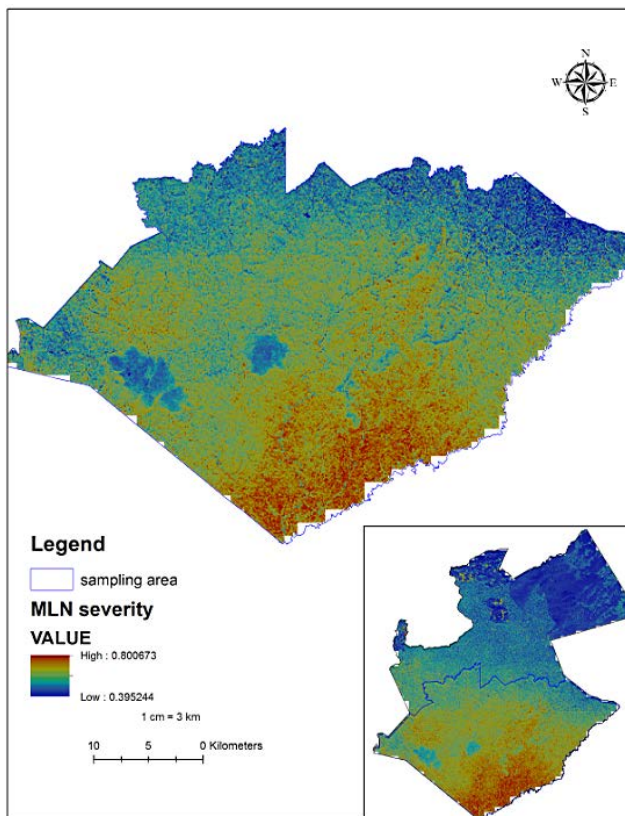 N
W E
S
Legend
sampling area
MLN severity
VALUE
High : 0.800673
Low : 0.395244
1 cm = 3 km
10 5 0 Kilometers